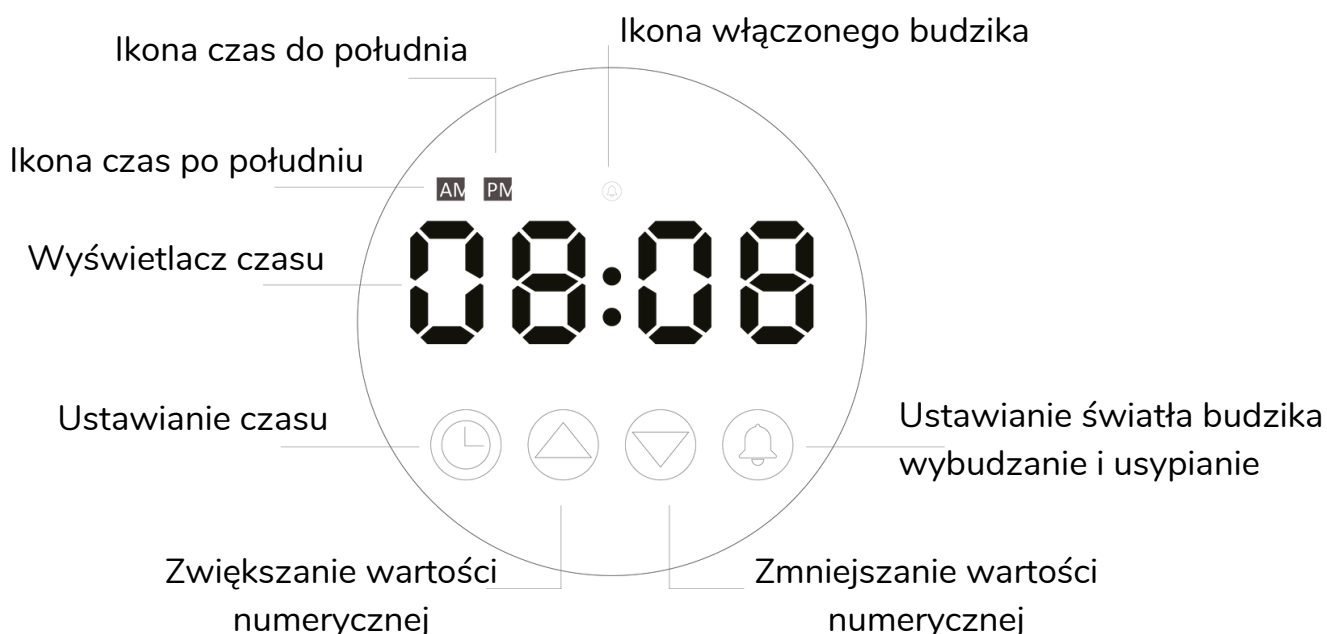 Ikona włączonego budzika
Ikona czas do południa
Ikona czas po południu
AM PM
Wyświetlacz czasu
08:08
Ustawianie czasu
Ustawianie światła budzika
wybudzanie i usypianie
Zwiększanie wartości
numerycznej
Zmniejszanie wartości
numerycznej